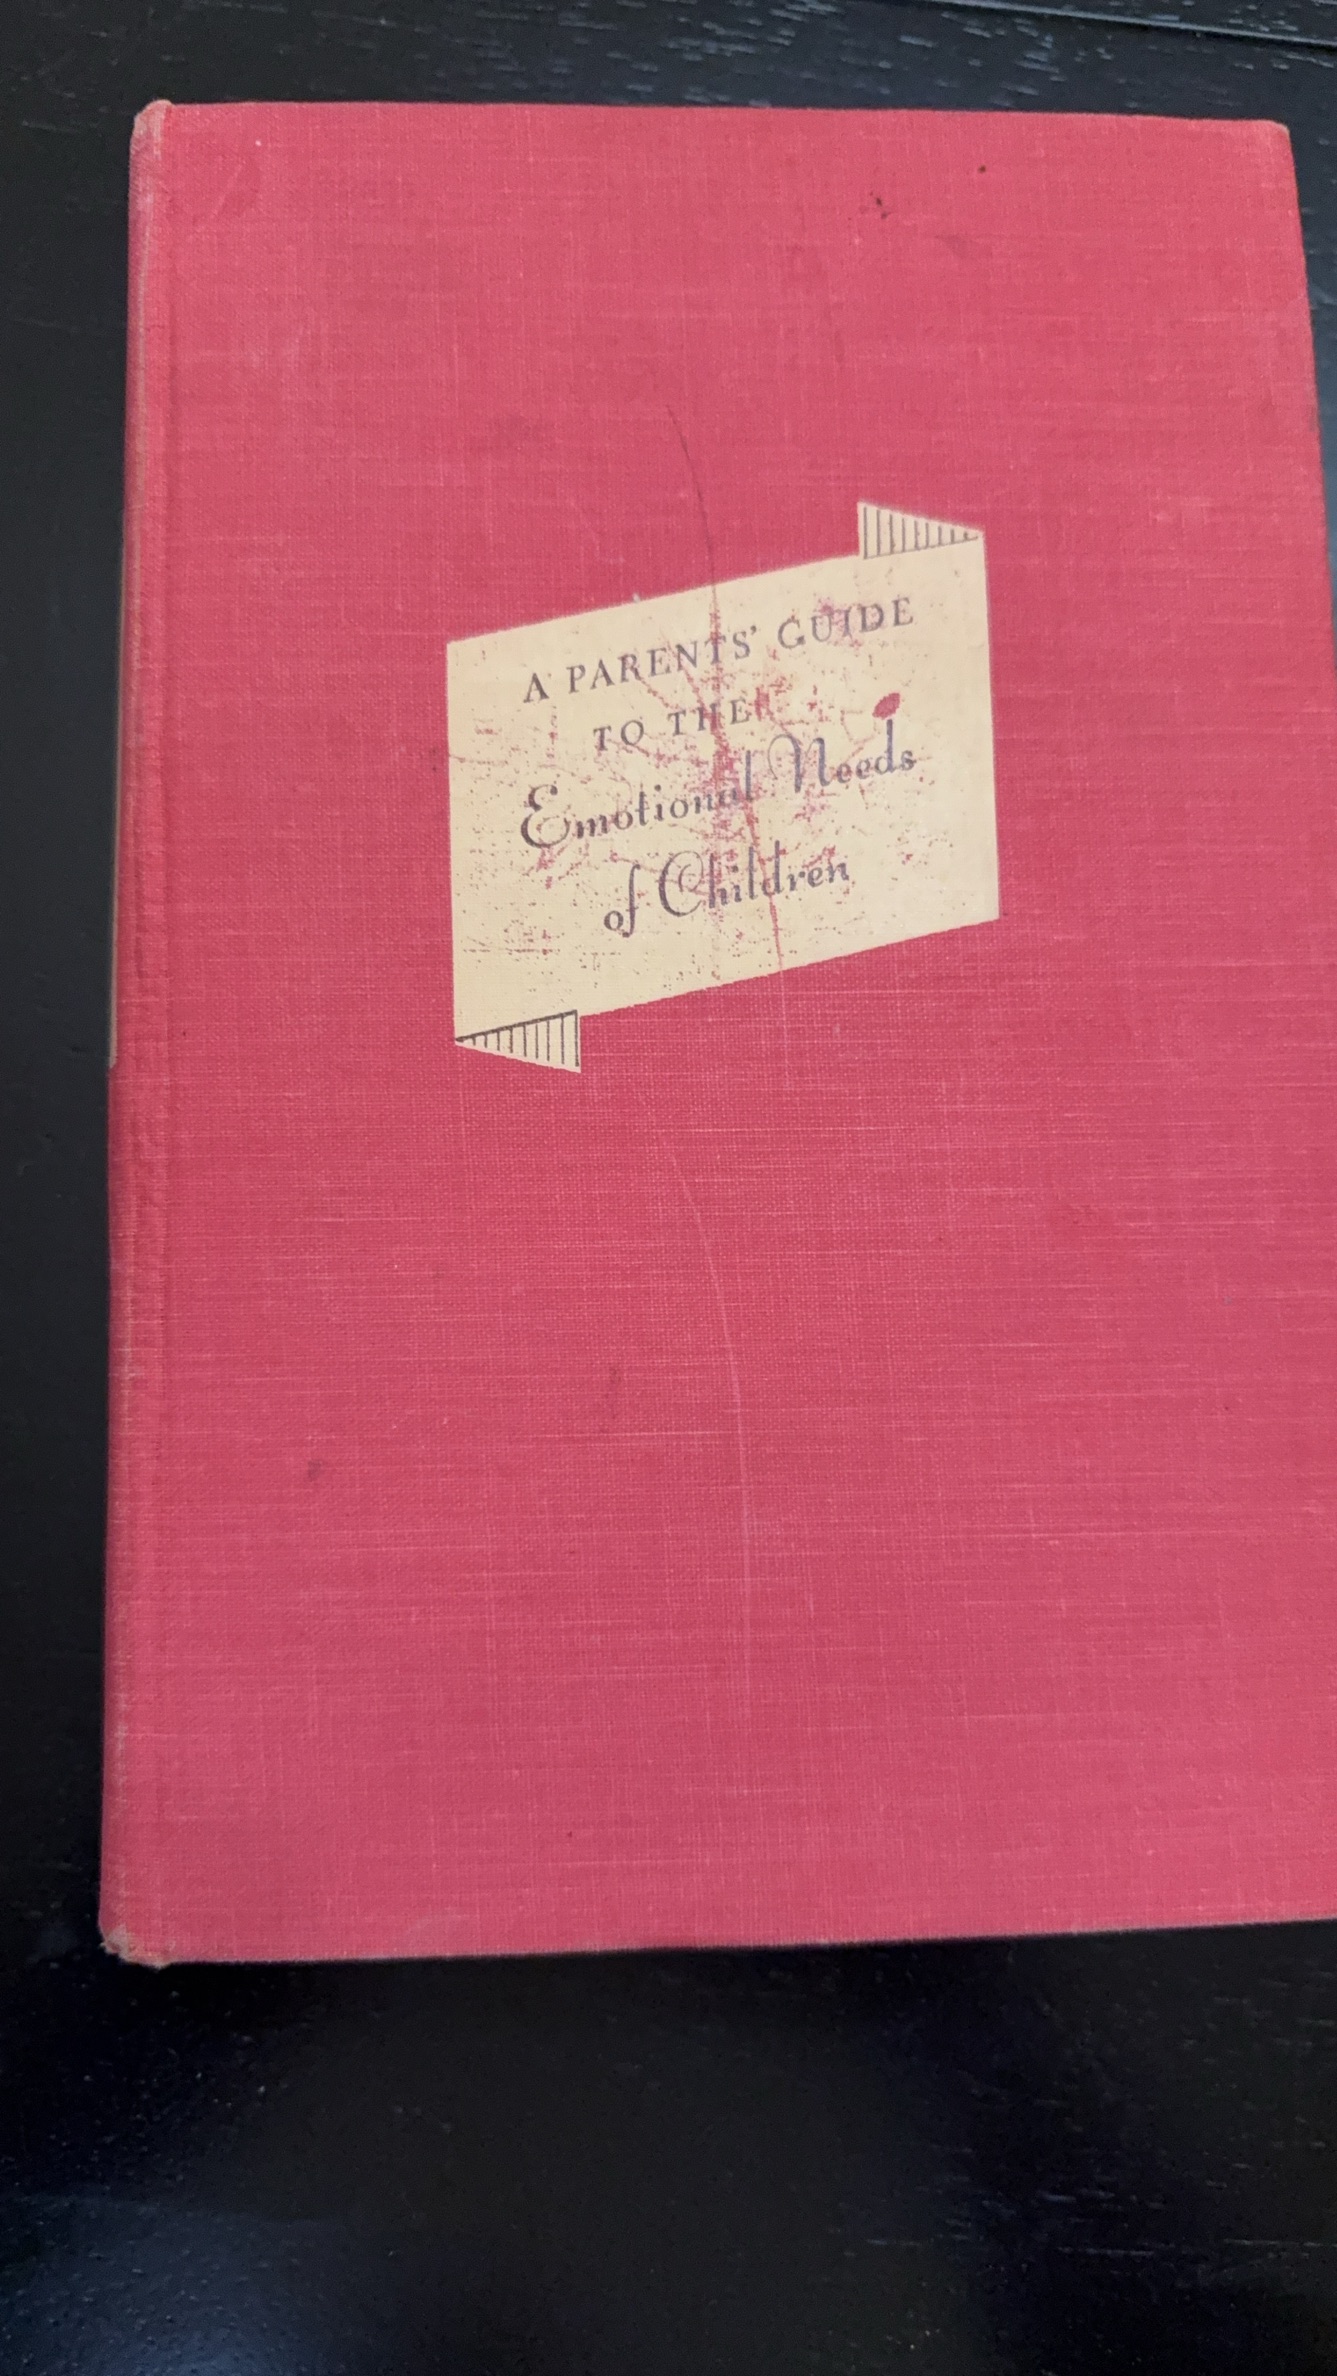 A PARENTS' GUIDE
TO THE
Emotional Needs
of Children